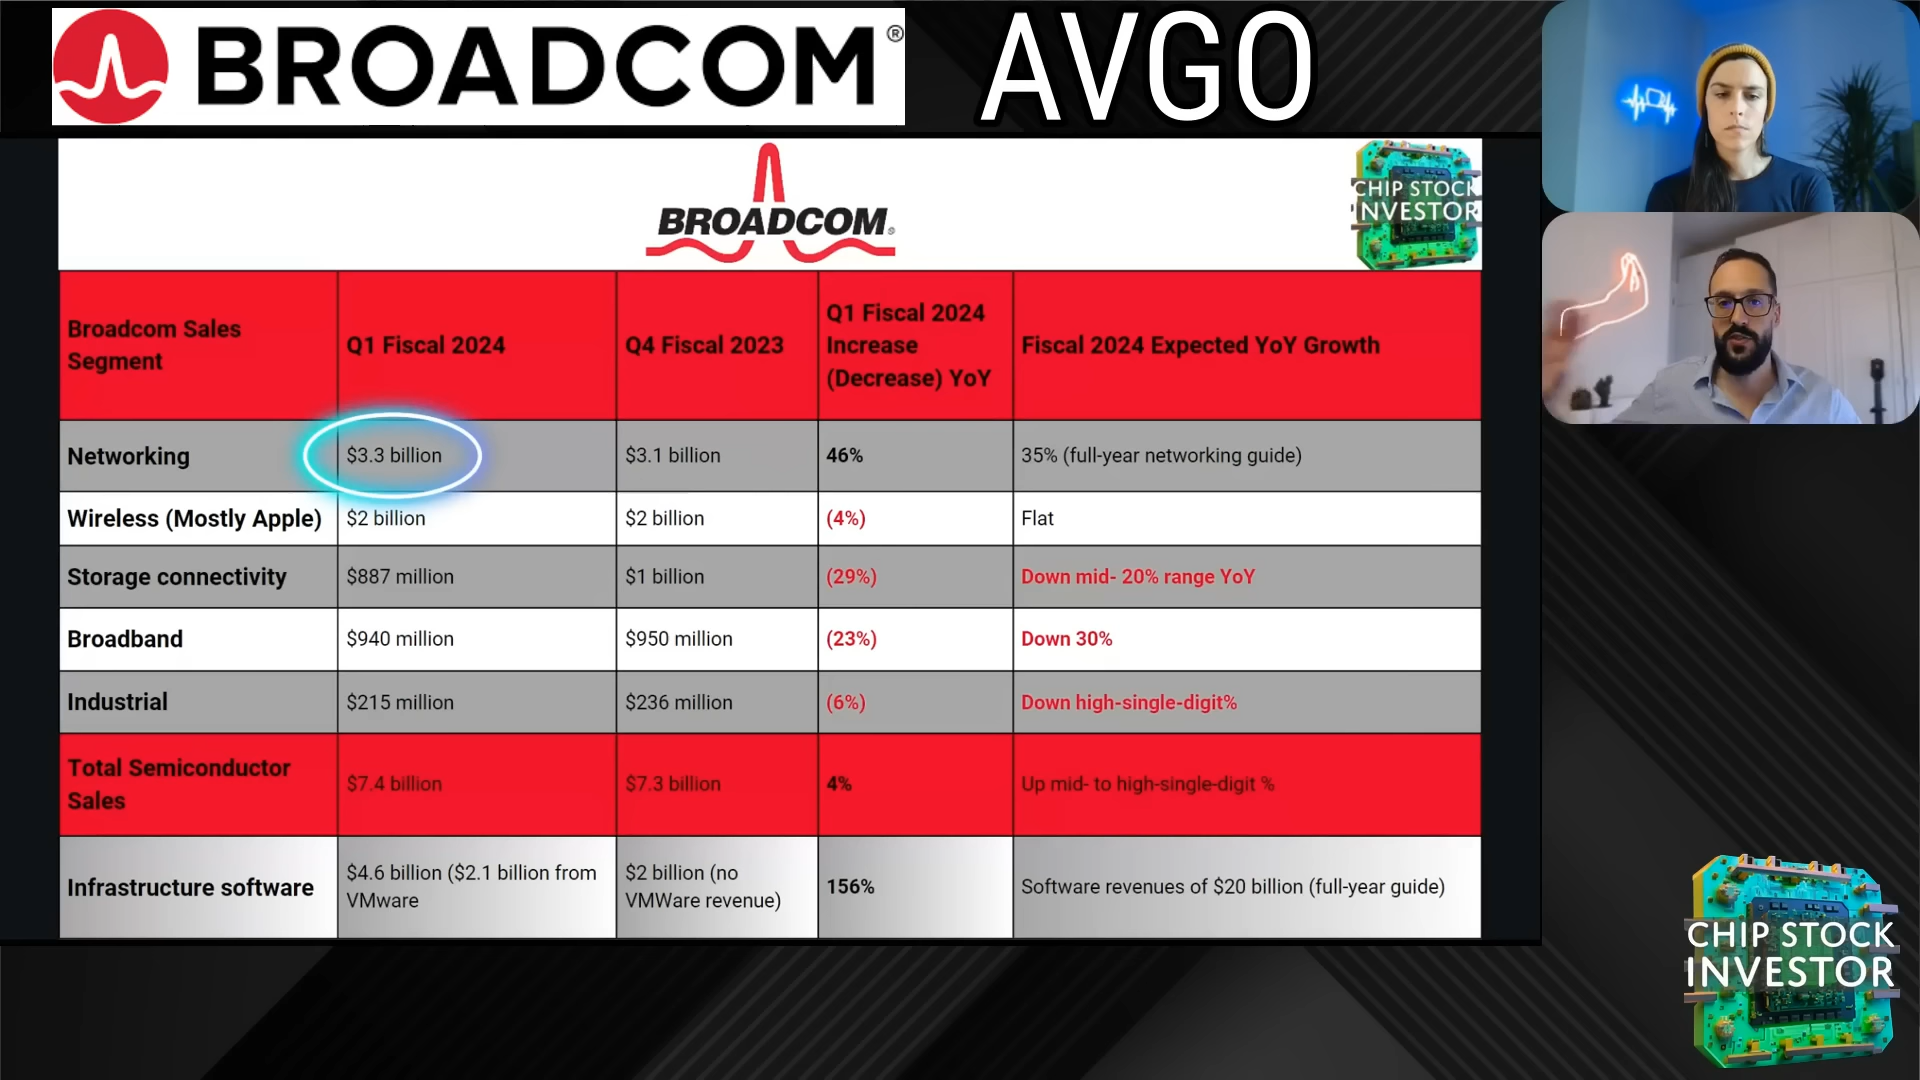 BROADCOM®
AVGO
BROADCOM®
CHIP STOCK
INVESTOR
Broadcom Sales
Segment
Q1 Fiscal 2024
Q4 Fiscal 2023
Q1 Fiscal 2024
Increase
(Decrease) YoY
Fiscal 2024 Expected YoY Growth
Networking
$3.3 billion
$3.1 billion
46%
35% (full-year networking guide)
Wireless (Mostly Apple)
$2 billion
$2 billion
(4%)
Flat
Storage connectivity
$887 million
$1 billion
(29%)
Down mid- 20% range YoY
Broadband
$940 million
$950 million
(23%)
Down 30%
Industrial
$215 million
$236 million
(6%)
Down high-single-digit%
Total Semiconductor
Sales
$7.4 billion
$7.3 billion
4%
Up mid- to high-single-digit %
Infrastructure software
$4.6 billion ($2.1 billion from
VMware
$2 billion (no
VMWare revenue)
156%
Software revenues of $20 billion (full-year guide)
CHIP STOCK
INVESTOR